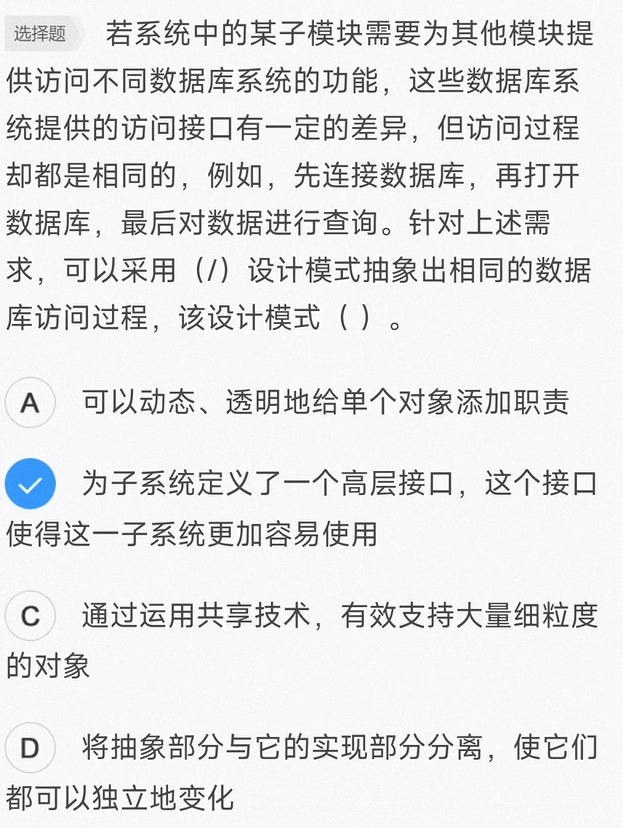 选择题 若系统中的某子模块需要为其他模块提
供访问不同数据库系统的功能，这些数据库系
统提供的访问接口有一定的差异，但访问过程
却都是相同的，例如，先连接数据库，再打开
数据库，最后对数据进行查询。针对上述需
求，可以采用（/）设计模式抽象出相同的数据
库访问过程，该设计模式（ ）。
A 可以动态、透明地给单个对象添加职责
为子系统定义了一个高层接口，这个接口
使得这一子系统更加容易使用
C 通过运用共享技术，有效支持大量细粒度
的对象
D 将抽象部分与它的实现部分分离，使它们
都可以独立地变化